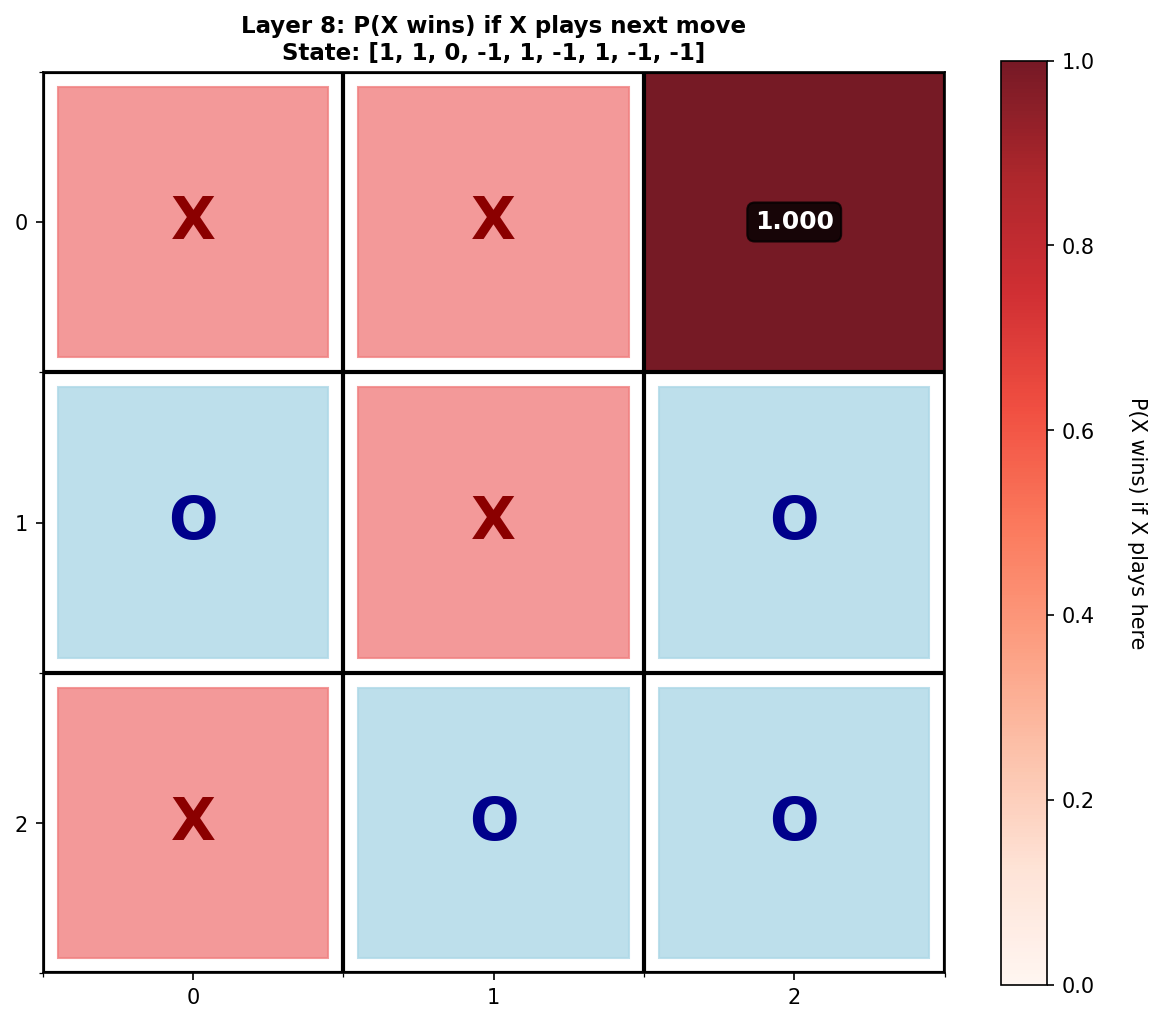 Layer 8: P(X wins) if X plays next move
State: [1, 1, 0, -1, 1, -1, 1, -1, -1]
0 X X 1.000
1 O X O
2 X O O
0 1 2
1.0
0.8
0.6
0.4
0.2
0.0
P(X wins) if X plays here